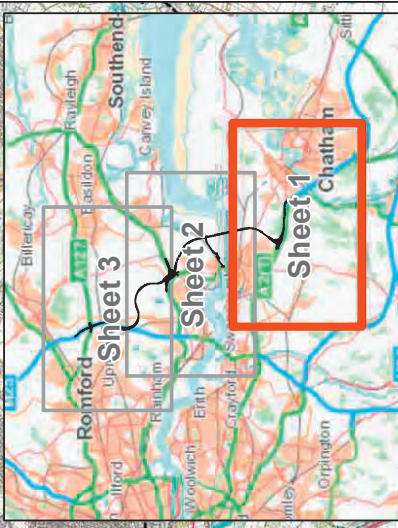 Billericay
Rayleigh
Southend-
Basildon
A127
Canvey Island
Sheet 3
Romford
Ilford
Rainham
Sheet 2
Erith
Woolwich
Crayford
Sheet 1
Chatham
Orpington